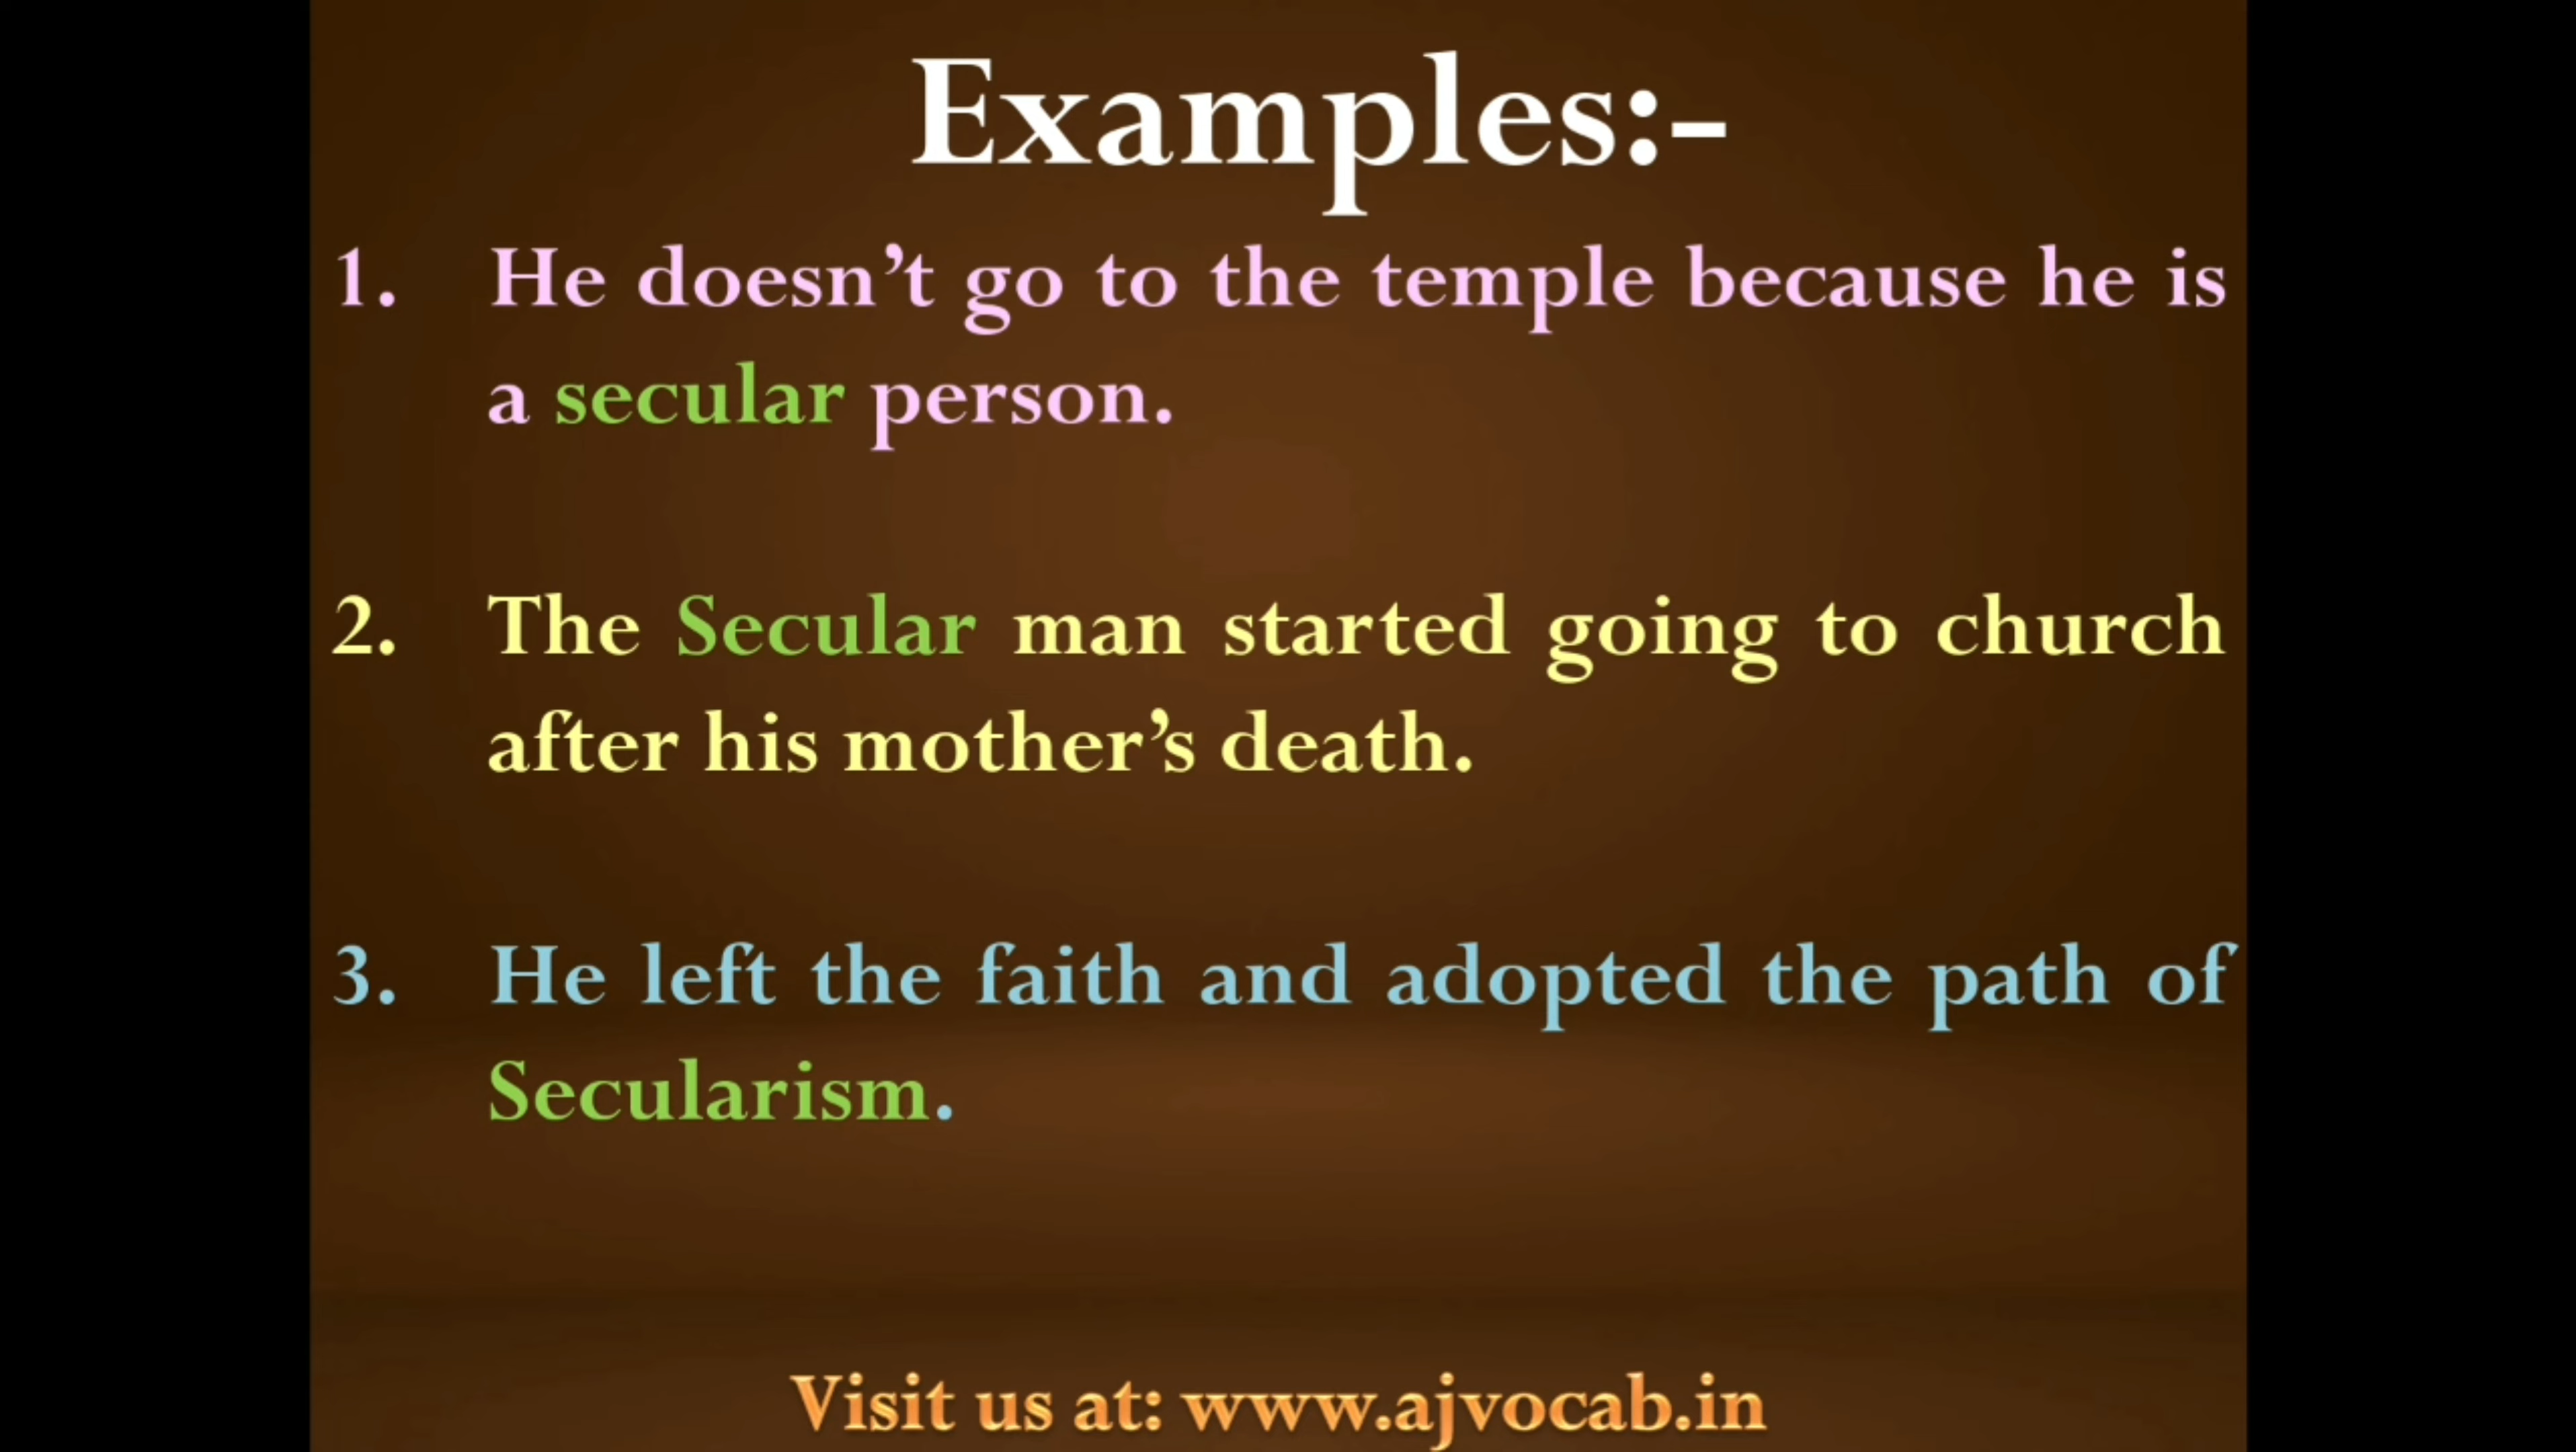 Examples:-
1. He doesn’t go to the temple because he is
a secular person.
2. The Secular man started going to church
after his mother’s death.
3. He left the faith and adopted the path of
Secularism.
Visit us at: www.ajvocab.in